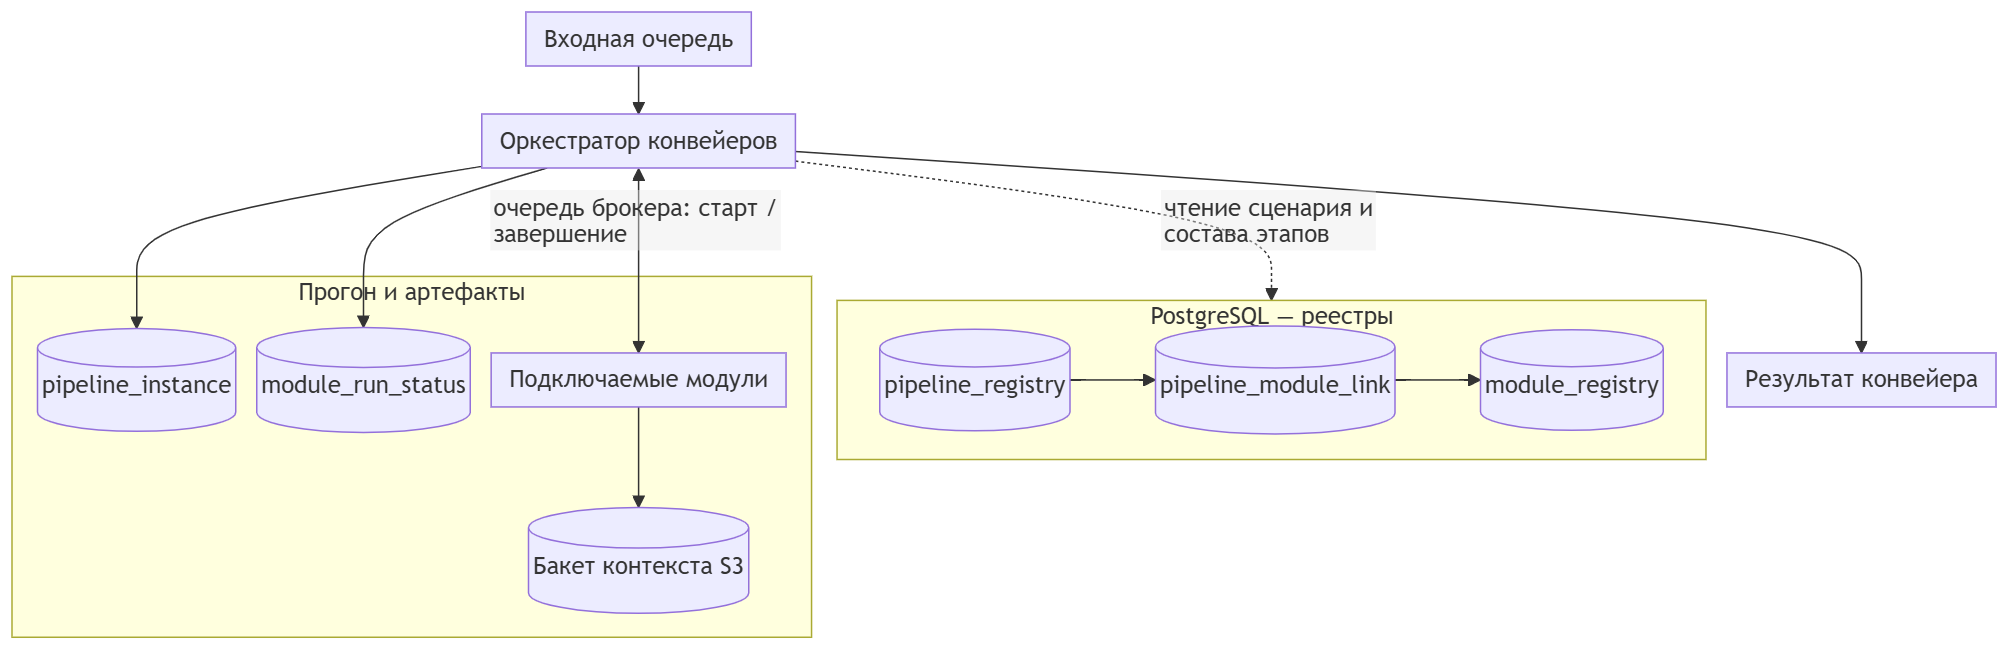 Входная очередь
Оркестратор конвейеров
очередь брокера: старт /
завершение
чтение сценария и
состава этапов
Прогон и артефакты
PostgreSQL — реестры
pipeline_instance
module_run_status
Подключаемые модули
pipeline_registry
pipeline_module_link
module_registry
Результат конвейера
Бакет контекста S3